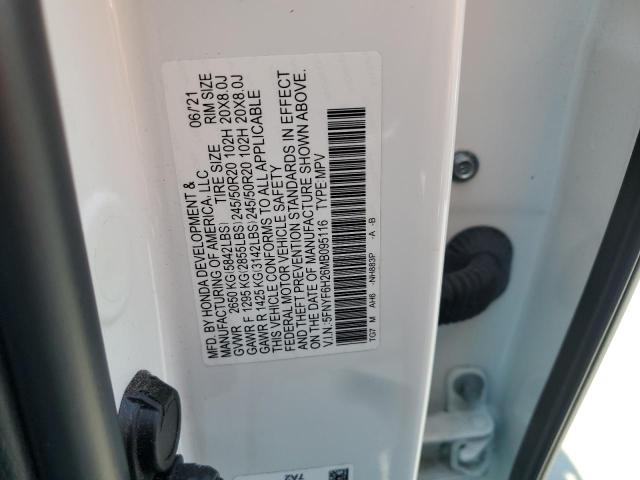 MFD. BY HONDA DEVELOPMENT & 06/21
MANUFACTURING OF AMERICA, LLC
TIRE SIZE RIM SIZE
GVWR 2650 KG(5842LBS)
GAWR F 1295 KG(2855LBS) 245/50R20 102H 20X8.0J
GAWR R 1425 KG(3142LBS) 245/50R20 102H 20X8.0J
THIS VEHICLE CONFORMS TO ALL APPLICABLE
FEDERAL MOTOR VEHICLE SAFETY
AND THEFT PREVENTION STANDARDS IN EFFECT
ON THE DATE OF MANUFACTURE SHOWN ABOVE.
V.I.N.:5FNYF6H26MB095116 TYPE:MPV
TG7 M AH6 -NH883P -A -B